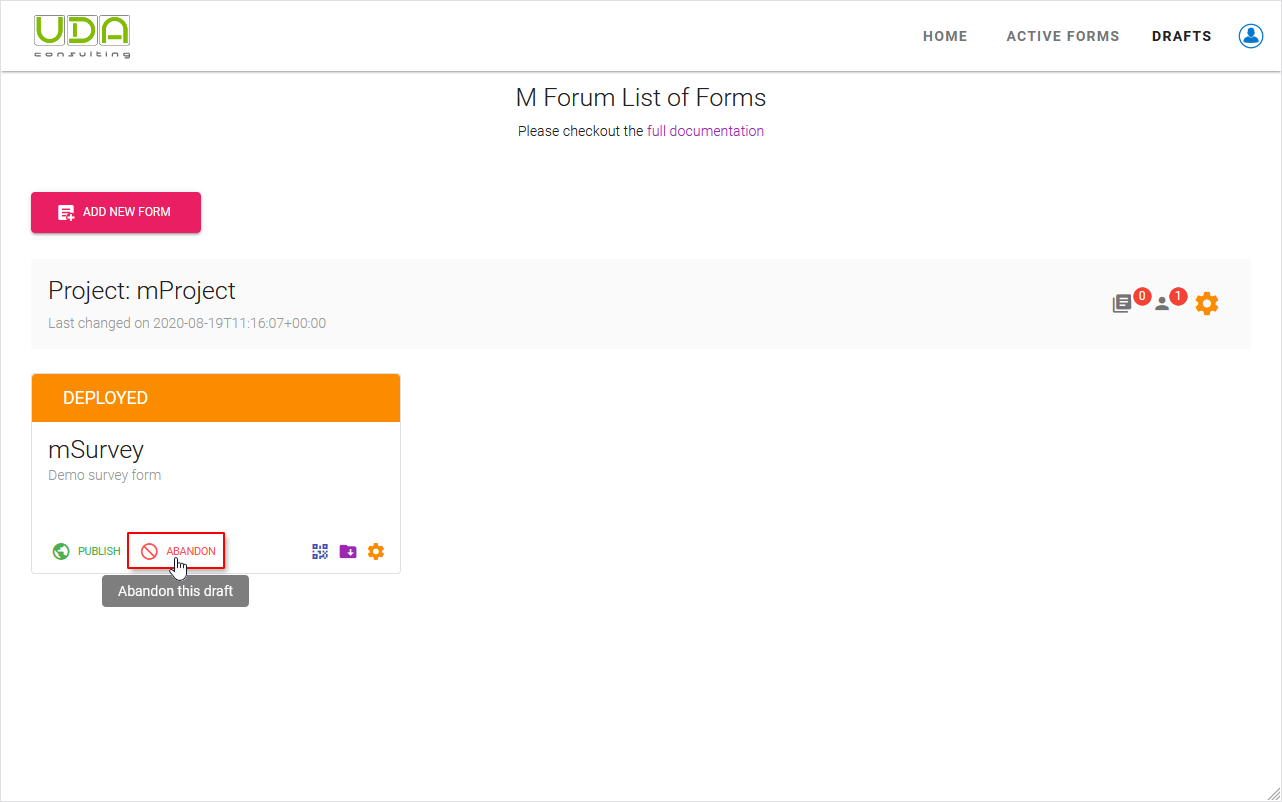 UDA
consulting
HOME ACTIVE FORMS DRAFTS
M Forum List of Forms
Please checkout the full documentation
ADD NEW FORM
Project: mProject
0 1
Last changed on 2020-08-19T11:16:07+00:00
DEPLOYED
mSurvey
Demo survey form
PUBLISH ABANDON
Abandon this draft